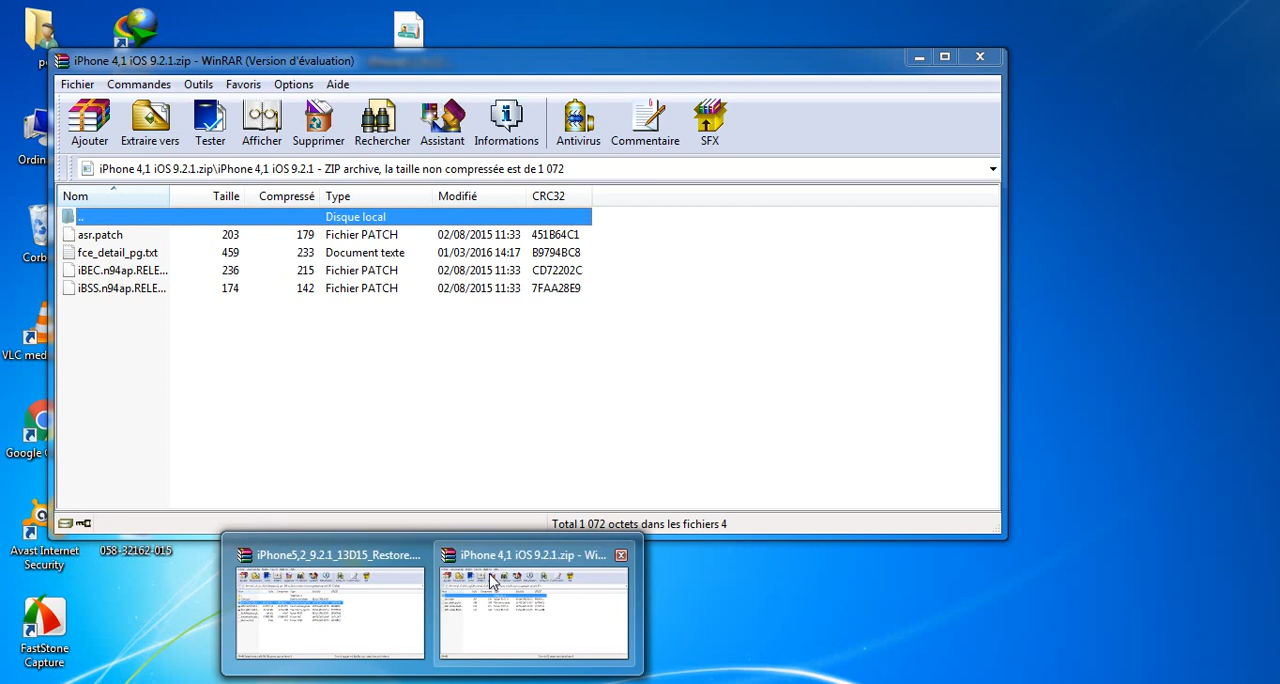 iPhone 4,1 iOS 9.2.1.zip - WinRAR (Version d'évaluation)
Fichier Commandes Outils Favoris Options Aide
Ajouter Extraire vers Tester Afficher Supprimer Rechercher Assistant Informations Antivirus Commentaire SFX
iPhone 4,1 iOS 9.2.1.zip\iPhone 4,1 iOS 9.2.1 - ZIP archive, la taille non compressée est de 1 072
Nom Taille Compressé Type Modifié CRC32
.. Disque local
asr.patch 203 179 Fichier PATCH 02/08/2015 11:33 451B64C1
fce_detail_pg.txt 459 233 Document texte 01/03/2016 14:17 B9794BC8
iBEC.n94ap.RELE... 236 215 Fichier PATCH 02/08/2015 11:33 CD72202C
iBSS.n94ap.RELE... 174 142 Fichier PATCH 02/08/2015 11:33 7FAA28E9
Total 1 072 octets dans les fichiers 4
Ordin
Corb
VLC med
Google
Avast Internet
Security
058-32162-015
FastStone
Capture
iPhone5,2_9.2.1_13D15_Restore....
iPhone 4,1 iOS 9.2.1.zip - Wi...